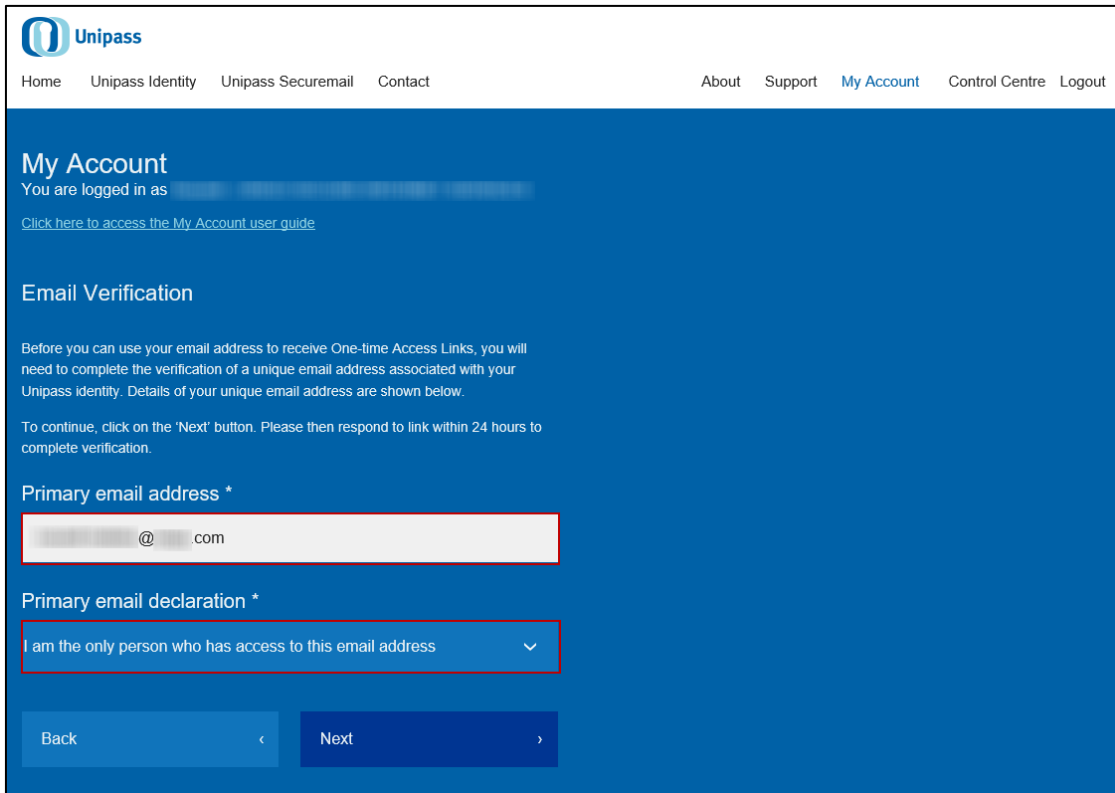 Unipass
Home Unipass Identity Unipass Securemail Contact About Support My Account Control Centre Logout
My Account
You are logged in as
Click here to access the My Account user guide
Email Verification
Before you can use your email address to receive One-time Access Links, you will
need to complete the verification of a unique email address associated with your
Unipass identity. Details of your unique email address are shown below.
To continue, click on the 'Next' button. Please then respond to link within 24 hours to
complete verification.
Primary email address *
@ .com
Primary email declaration *
I am the only person who has access to this email address
Back ‹ Next ›